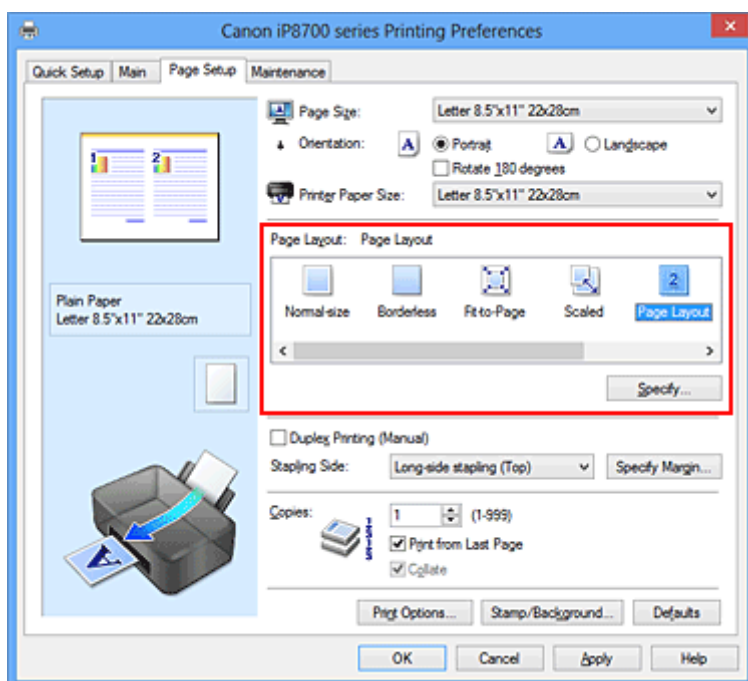 Canon iP8700 series Printing Preferences
Quick Setup Main Page Setup Maintenance
Page Size: Letter 8.5"x11" 22x28cm
Orientation: A Portrait A Landscape
Rotate 180 degrees
Printer Paper Size: Letter 8.5"x11" 22x28cm
1 2
Page Layout: Page Layout
2
Normal-size Borderless Fit-to-Page Scaled Page Layout
Plain Paper
Letter 8.5"x11" 22x28cm
Specify...
Duplex Printing (Manual)
Stapling Side: Long-side stapling (Top) Specify Margin...
Copies: 1 (1-999)
Print from Last Page
Collate
A
Print Options... Stamp/Background... Defaults
OK Cancel Apply Help